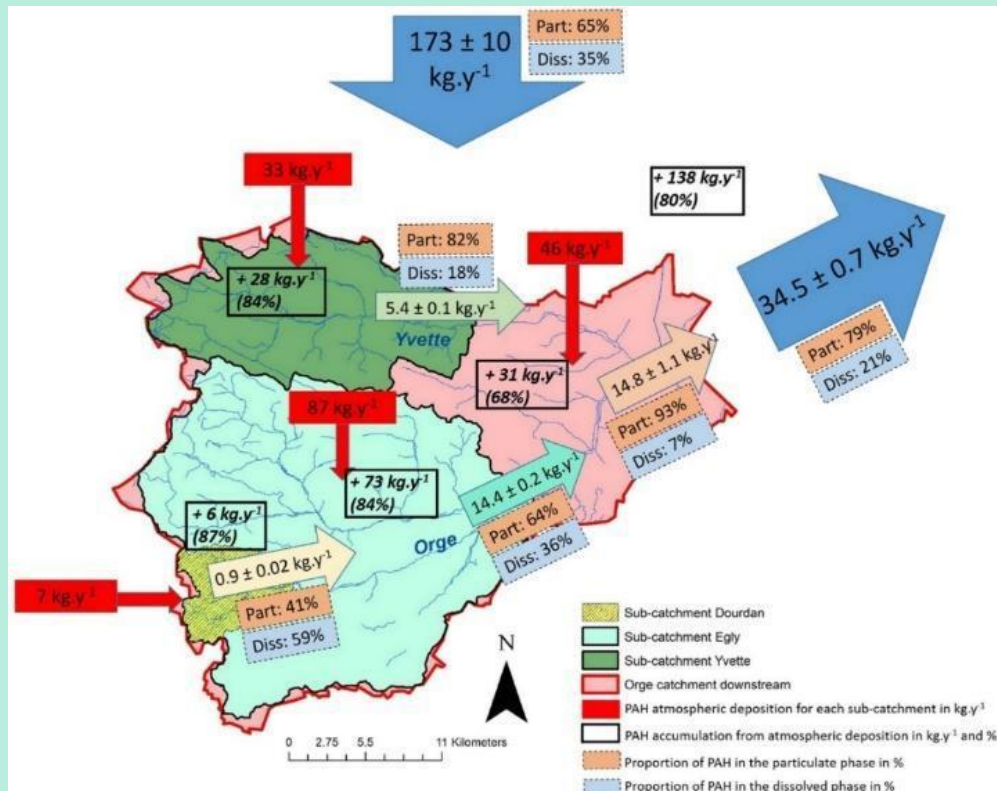 173 ± 10
kg.y⁻¹
Part: 65%
Diss: 35%
33 kg.y⁻¹
+ 138 kg.y⁻¹
(80%)
Part: 82%
Diss: 18%
46 kg.y⁻¹
34.5 ± 0.7 kg.y⁻¹
+ 28 kg.y⁻¹
(84%)
5.4 ± 0.1 kg.y⁻¹
Yvette
Part: 79%
Diss: 21%
+ 31 kg.y⁻¹
(68%)
14.8 ± 1.1 kg.y⁻¹
Part: 93%
Diss: 7%
87 kg.y⁻¹
+ 73 kg.y⁻¹
(84%)
14.4 ± 0.2 kg.y⁻¹
Part: 64%
Diss: 36%
+ 6 kg.y⁻¹
(87%)
Orge
0.9 ± 0.02 kg.y⁻¹
7 kg.y⁻¹
Part: 41%
Diss: 59%
N
0 2.75 5.5 11 Kilometers
Sub-catchment Dourdan
Sub-catchment Egly
Sub-catchment Yvette
Orge catchment downstream
PAH atmospheric deposition for each sub-catchment in kg.y⁻¹
PAH accumulation from atmospheric deposition in kg.y⁻¹ and %
Proportion of PAH in the particulate phase in %
Proportion of PAH in the dissolved phase in %